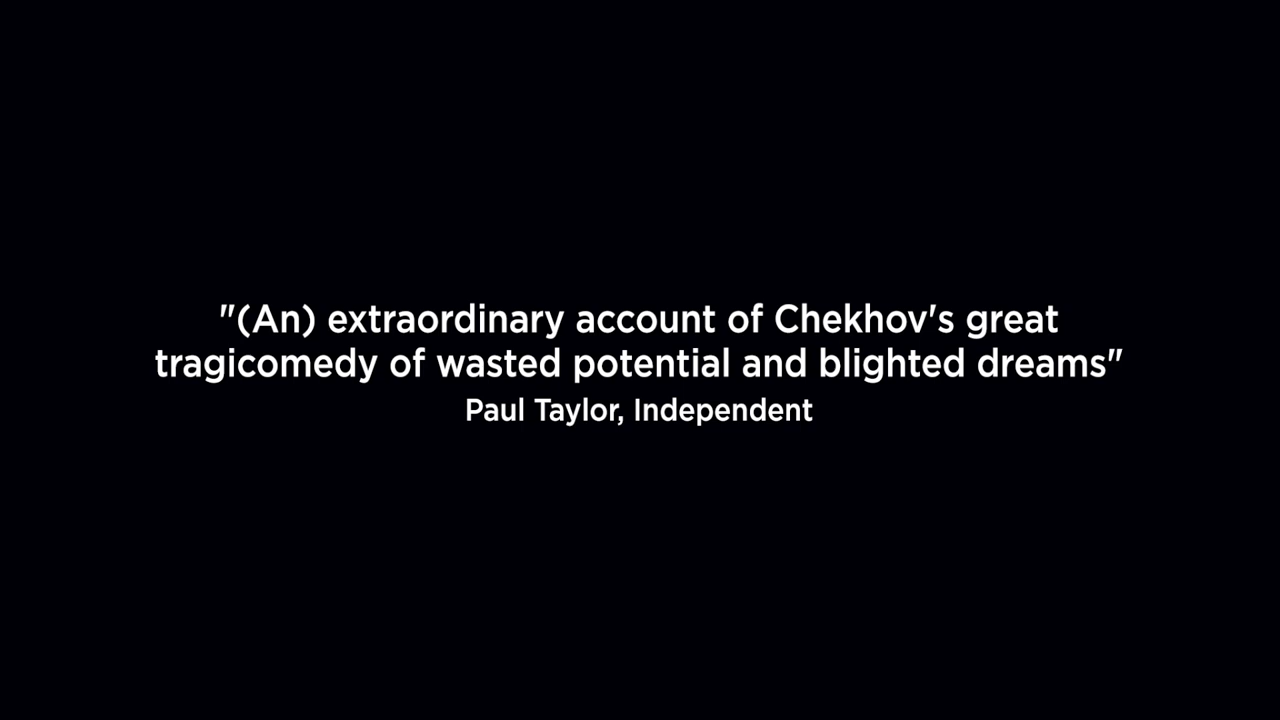 "(An) extraordinary account of Chekhov's great
tragicomedy of wasted potential and blighted dreams"
Paul Taylor, Independent